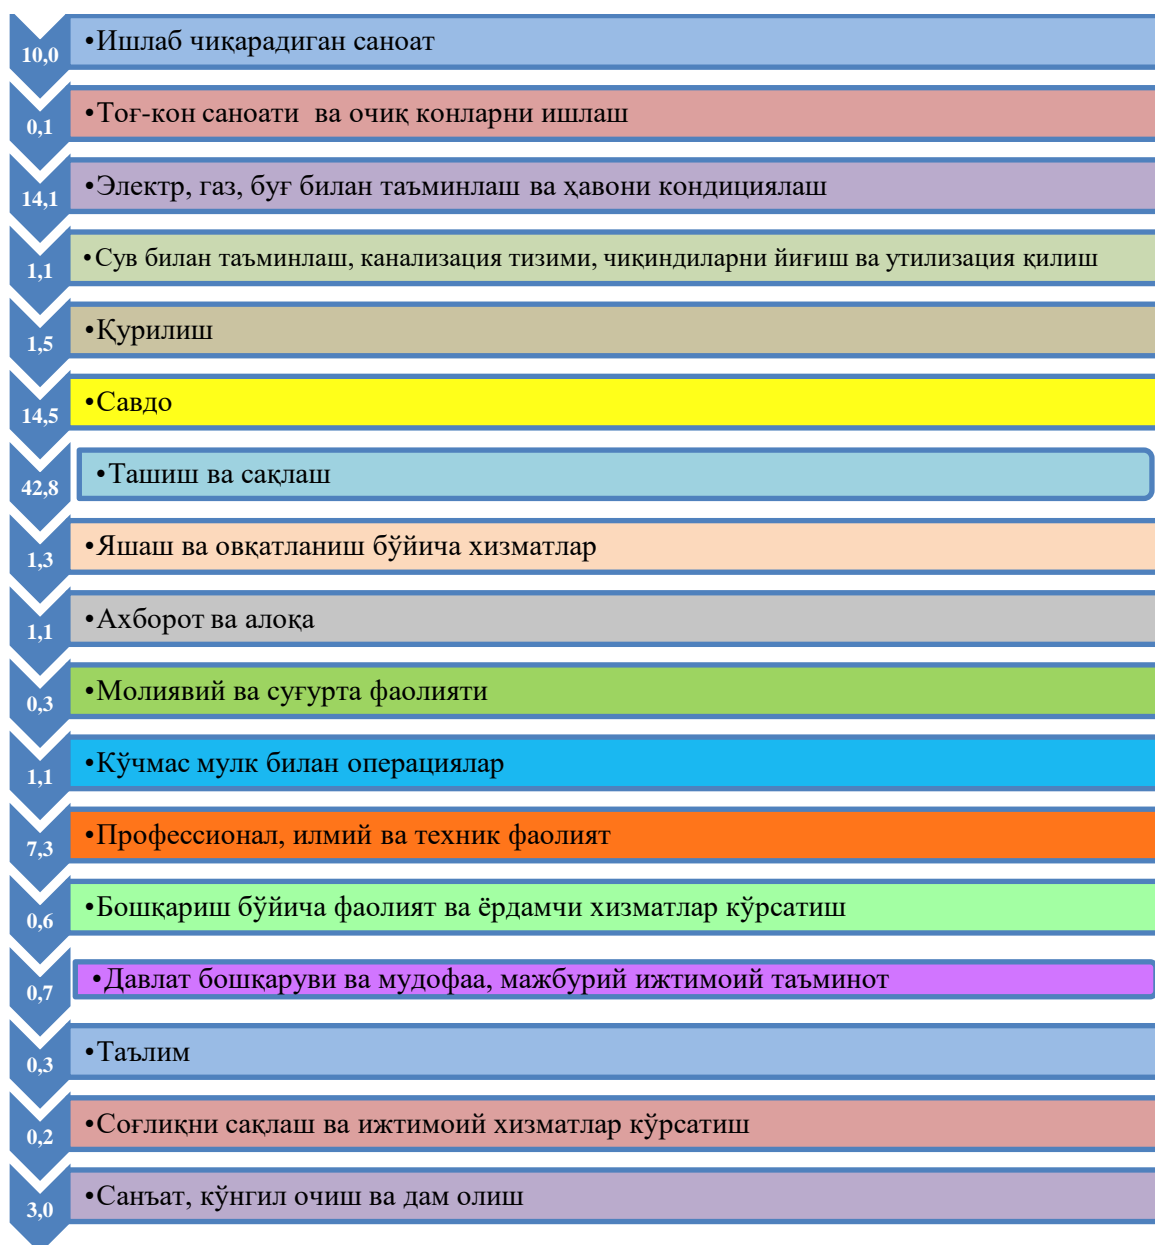 10,0 •Ишлаб чиқарадиган саноат
0,1 •Тоғ-кон саноати ва очиқ конларни ишлаш
14,1 •Электр, газ, буғ билан таъминлаш ва ҳавони кондициялаш
1,1 •Сув билан таъминлаш, канализация тизими, чиқиндиларни йиғиш ва утилизация қилиш
1,5 •Қурилиш
14,5 •Савдо
42,8 •Ташиш ва сақлаш
1,3 •Яшаш ва овқатланиш бўйича хизматлар
1,1 •Ахборот ва алоқа
0,3 •Молиявий ва суғурта фаолияти
1,1 •Кўчмас мулк билан операциялар
7,3 •Профессионал, илмий ва техник фаолият
0,6 •Бошқариш бўйича фаолият ва ёрдамчи хизматлар кўрсатиш
0,7 •Давлат бошқаруви ва мудофаа, мажбурий ижтимоий таъминот
0,3 •Таълим
0,2 •Соғлиқни сақлаш ва ижтимоий хизматлар кўрсатиш
3,0 •Санъат, кўнгил очиш ва дам олиш